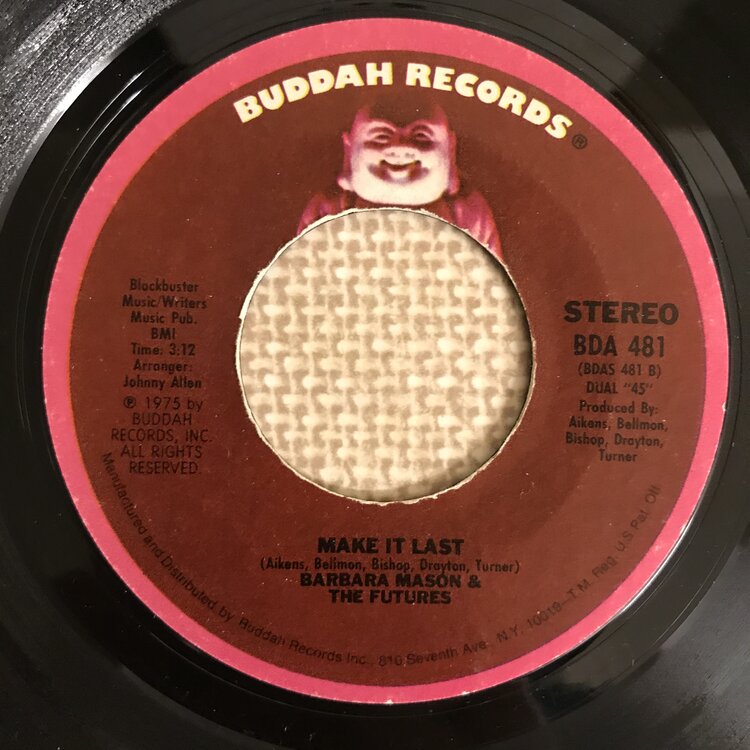 BUDDAH RECORDS®
Blockbuster
Music/Writers
Music Pub.
BMI
Time: 3:12
Arranger:
Johnny Allen
℗ 1975 by
BUDDAH
RECORDS, INC.
ALL RIGHTS
RESERVED.
STEREO
BDA 481
(BDAS 481 B)
DUAL "45"
Produced By:
Aikens, Bellmon,
Bishop, Drayton,
Turner
MAKE IT LAST
(Aikens, Bellmon, Bishop, Drayton, Turner)
BARBARA MASON &
THE FUTURES
Manufactured and Distributed by Buddah Records Inc., 810 Seventh Ave. N.Y. 10019—T.M. Reg. U.S. Pat. Off.